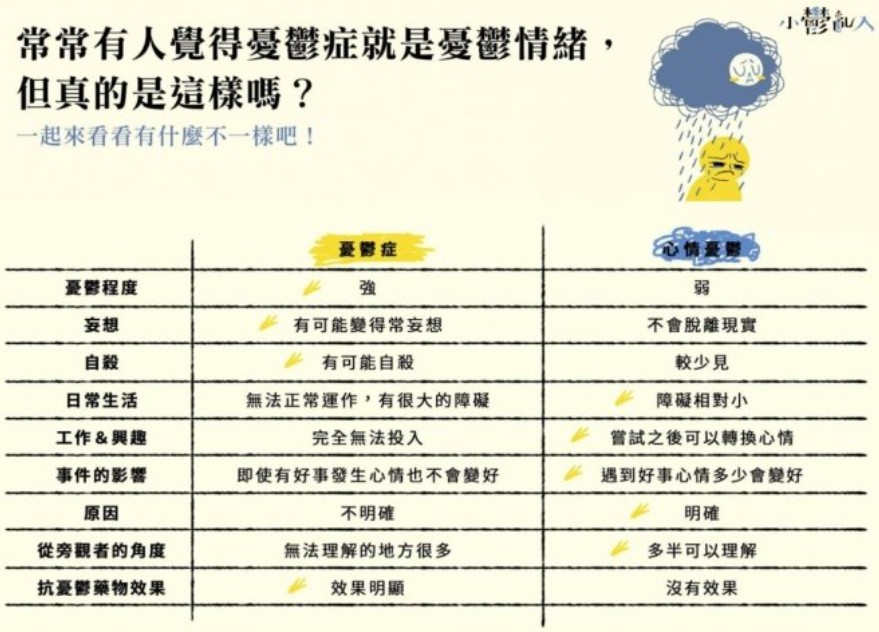 小鬱亂入
常常有人覺得憂鬱症就是憂鬱情緒，
但真的是這樣嗎？
一起來看看有什麼不一樣吧！
憂鬱症 心情憂鬱
憂鬱程度 強 弱
妄想 有可能變得常妄想 不會脫離現實
自殺 有可能自殺 較少見
日常生活 無法正常運作，有很大的障礙 障礙相對小
工作＆興趣 完全無法投入 嘗試之後可以轉換心情
事件的影響 即使有好事發生心情也不會變好 遇到好事心情多少會變好
原因 不明確 明確
從旁觀者的角度 無法理解的地方很多 多半可以理解
抗憂鬱藥物效果 效果明顯 沒有效果